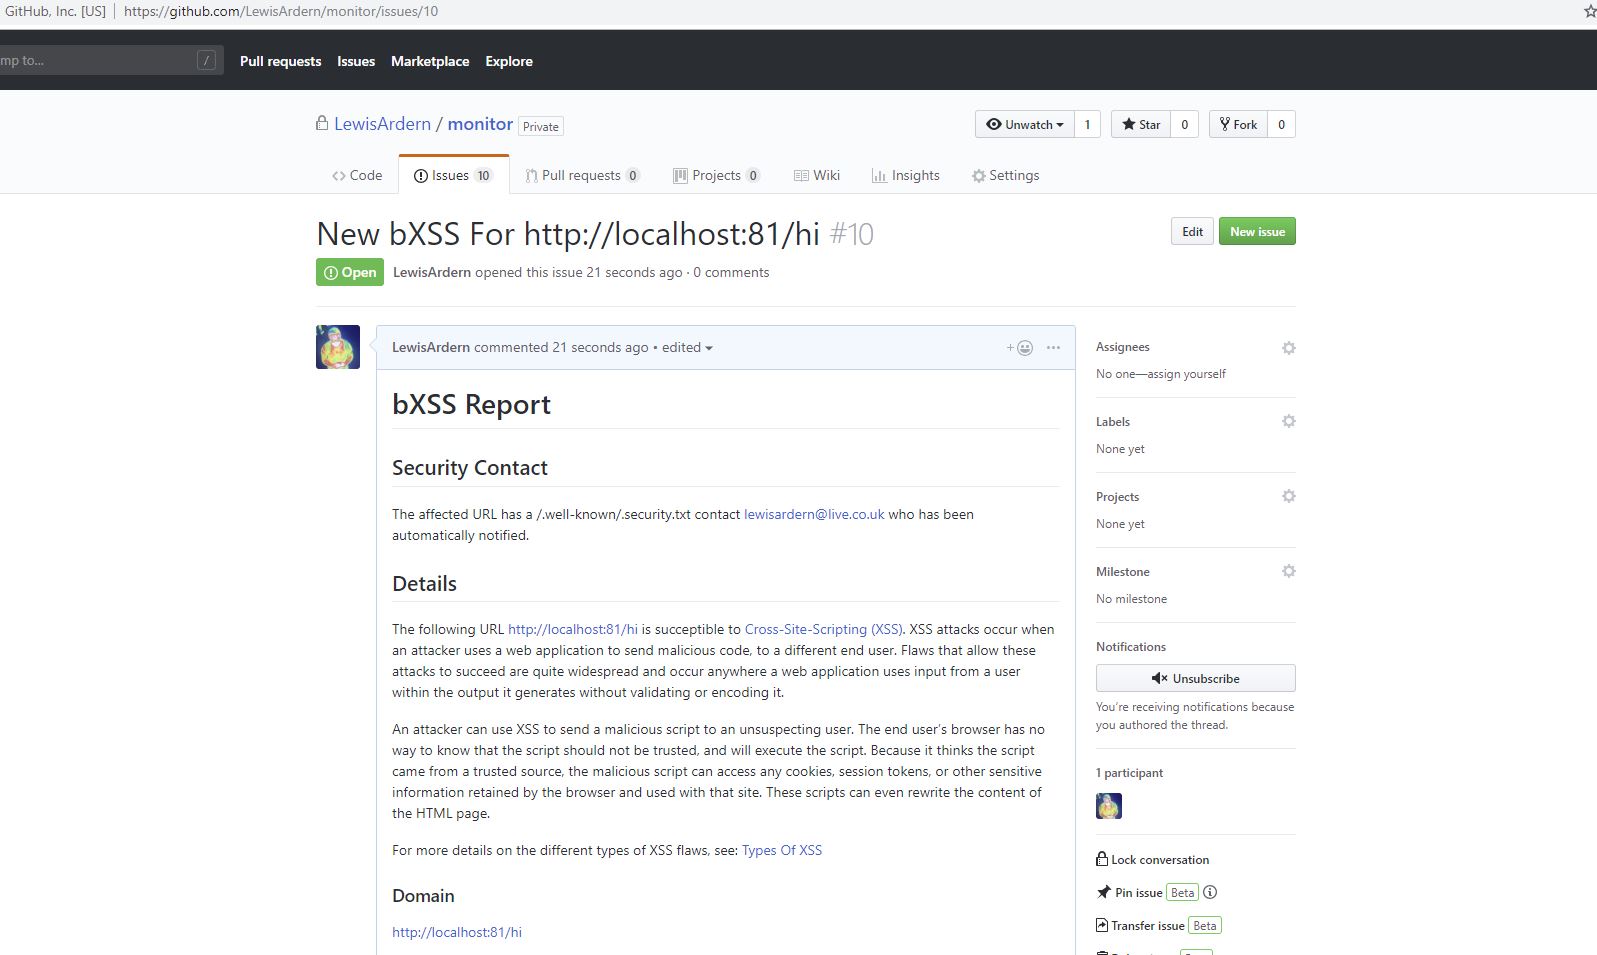 GitHub, Inc. [US] | https://github.com/LewisArdern/monitor/issues/10
mp to... /
Pull requests Issues Marketplace Explore
LewisArdern / monitor Private
Unwatch 1 Star 0 Fork 0
Code Issues 10 Pull requests 0 Projects 0 Wiki Insights Settings
New bXSS For http://localhost:81/hi #10
Edit New issue
Open LewisArdern opened this issue 21 seconds ago · 0 comments
LewisArdern commented 21 seconds ago • edited
bXSS Report
Security Contact
The affected URL has a /.well-known/.security.txt contact lewisardern@live.co.uk who has been
automatically notified.
Details
The following URL http://localhost:81/hi is succeptible to Cross-Site-Scripting (XSS). XSS attacks occur when
an attacker uses a web application to send malicious code, to a different end user. Flaws that allow these
attacks to succeed are quite widespread and occur anywhere a web application uses input from a user
within the output it generates without validating or encoding it.
An attacker can use XSS to send a malicious script to an unsuspecting user. The end user's browser has no
way to know that the script should not be trusted, and will execute the script. Because it thinks the script
came from a trusted source, the malicious script can access any cookies, session tokens, or other sensitive
information retained by the browser and used with that site. These scripts can even rewrite the content of
the HTML page.
For more details on the different types of XSS flaws, see: Types Of XSS
Domain
http://localhost:81/hi
Assignees
No one—assign yourself
Labels
None yet
Projects
None yet
Milestone
No milestone
Notifications
Unsubscribe
You're receiving notifications because
you authored the thread.
1 participant
Lock conversation
Pin issue Beta
Transfer issue Beta